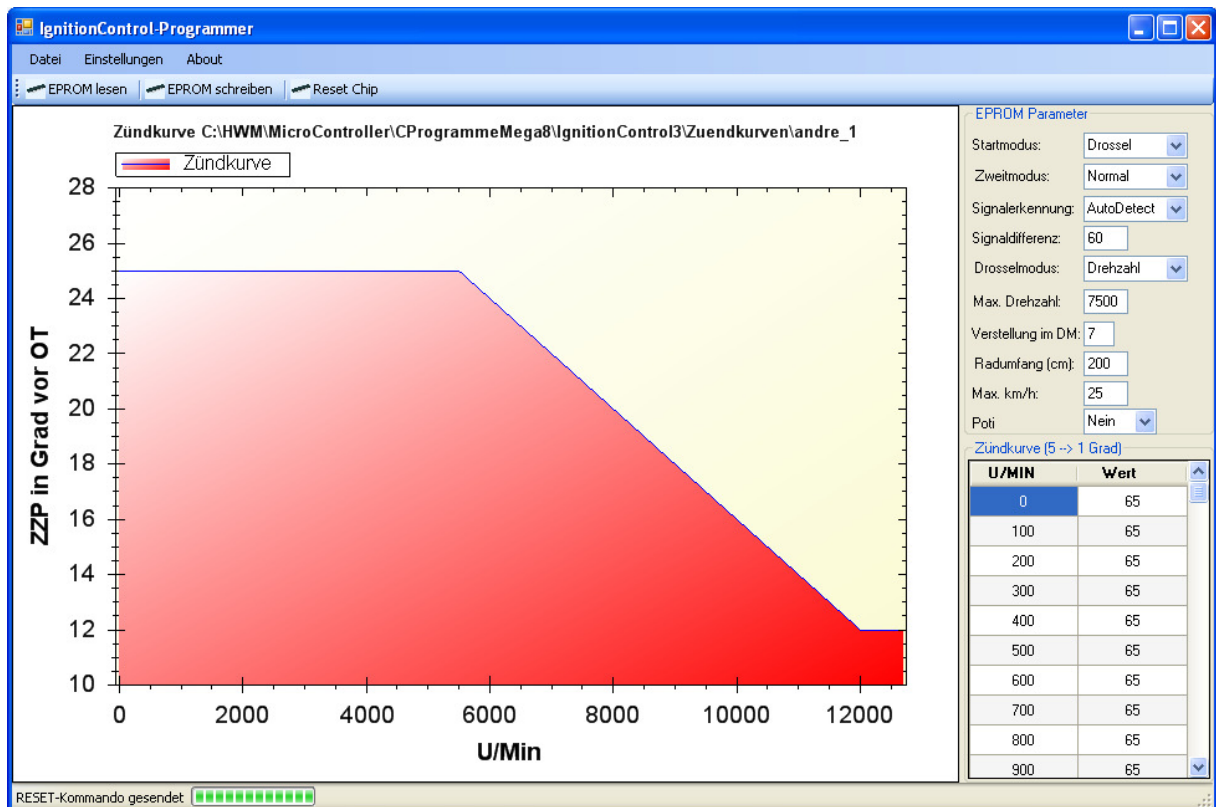 IgnitionControl-Programmer
Datei Einstellungen About
EPROM lesen EPROM schreiben Reset Chip
Zündkurve C:\HWM\MicroController\CProgrammeMega8\IgnitionControl3\Zuendkurven\andre_1
Zündkurve
ZZP in Grad vor OT
28
26
24
22
20
18
16
14
12
10
0 2000 4000 6000 8000 10000 12000
U/Min
EPROM Parameter
Startmodus: Drossel
Zweitmodus: Normal
Signalerkennung: AutoDetect
Signaldifferenz: 60
Drosselmodus: Drehzahl
Max. Drehzahl: 7500
Verstellung im DM: 7
Radumfang (cm): 200
Max. km/h: 25
Poti Nein
Zündkurve (5 --> 1 Grad)
U/MIN Wert
0 65
100 65
200 65
300 65
400 65
500 65
600 65
700 65
800 65
900 65
RESET-Kommando gesendet